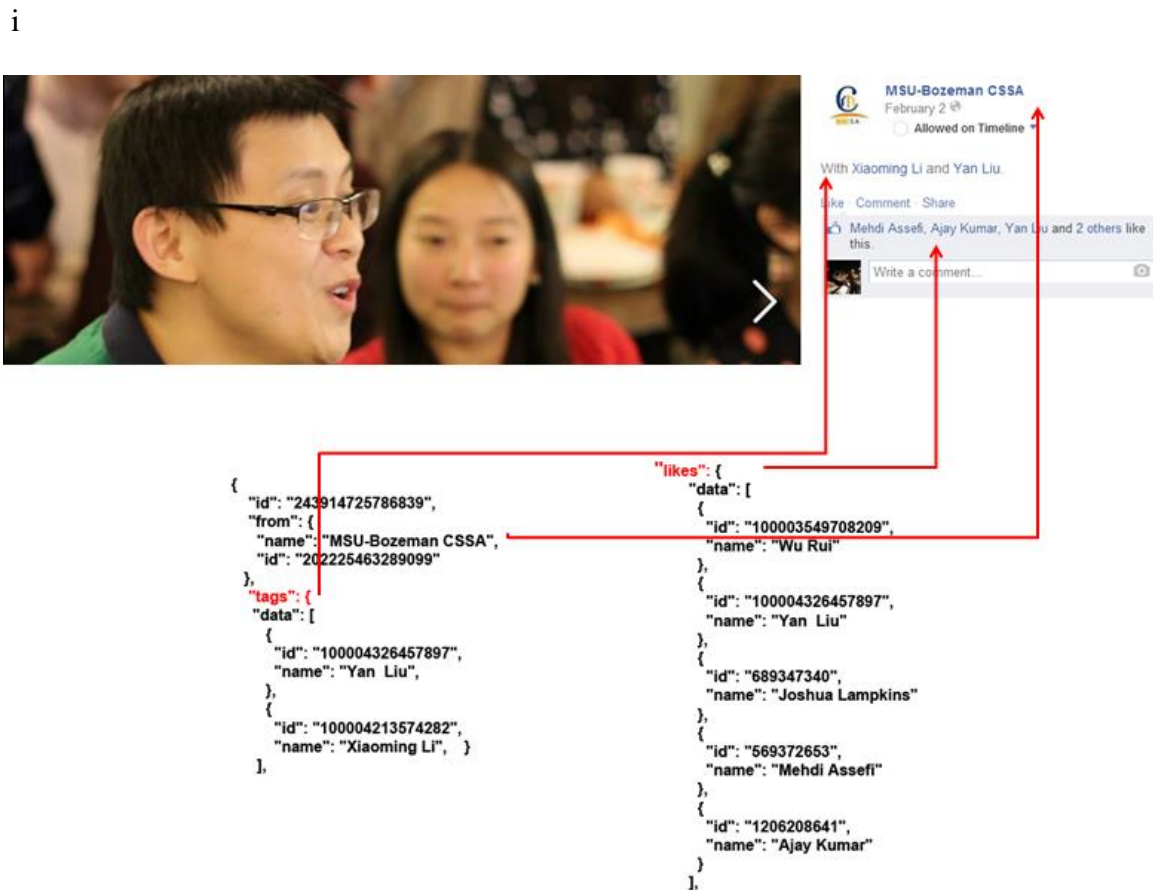 i
MSU-Bozeman CSSA
February 2
Allowed on Timeline
With Xiaoming Li and Yan Liu.
Like · Comment · Share
Mehdi Assefi, Ajay Kumar, Yan Liu and 2 others like
this.
Write a comment...
{
"id": "243914725786839",
"from": {
"name": "MSU-Bozeman CSSA",
"id": "202225463289099"
},
"tags": {
"data": [
{
"id": "100004326457897",
"name": "Yan  Liu",
},
{
"id": "100004213574282",
"name": "Xiaoming Li",   }
],
"likes": {
"data": [
{
"id": "100003549708209",
"name": "Wu Rui"
},
{
"id": "100004326457897",
"name": "Yan  Liu"
},
{
"id": "689347340",
"name": "Joshua Lampkins"
},
{
"id": "569372653",
"name": "Mehdi Assefi"
},
{
"id": "1206208641",
"name": "Ajay Kumar"
}
],